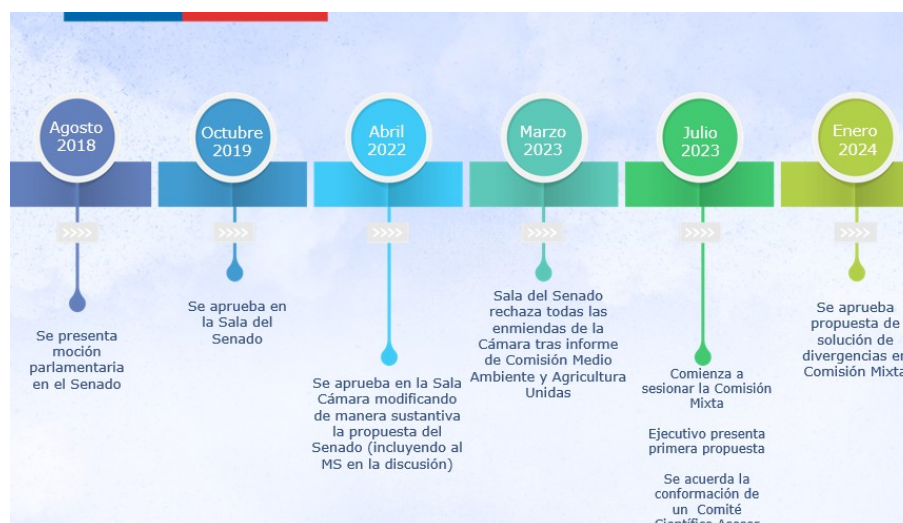 Agosto
2018
Octubre
2019
Abril
2022
Marzo
2023
Julio
2023
Enero
2024
Se presenta
moción
parlamentaria
en el Senado
Se aprueba en
la Sala del
Senado
Se aprueba en la Sala
Cámara modificando
de manera sustantiva
la propuesta del
Senado (incluyendo al
MS en la discusión)
Sala del Senado
rechaza todas las
enmiendas de la
Cámara tras informe
de Comisión Medio
Ambiente y Agricultura
Unidas
Comienza a
sesionar la Comisión
Mixta
Ejecutivo presenta
primera propuesta
Se acuerda la
conformación de
un Comité
Científico Asesor
Se aprueba
propuesta de
solución de
divergencias en
Comisión Mixta